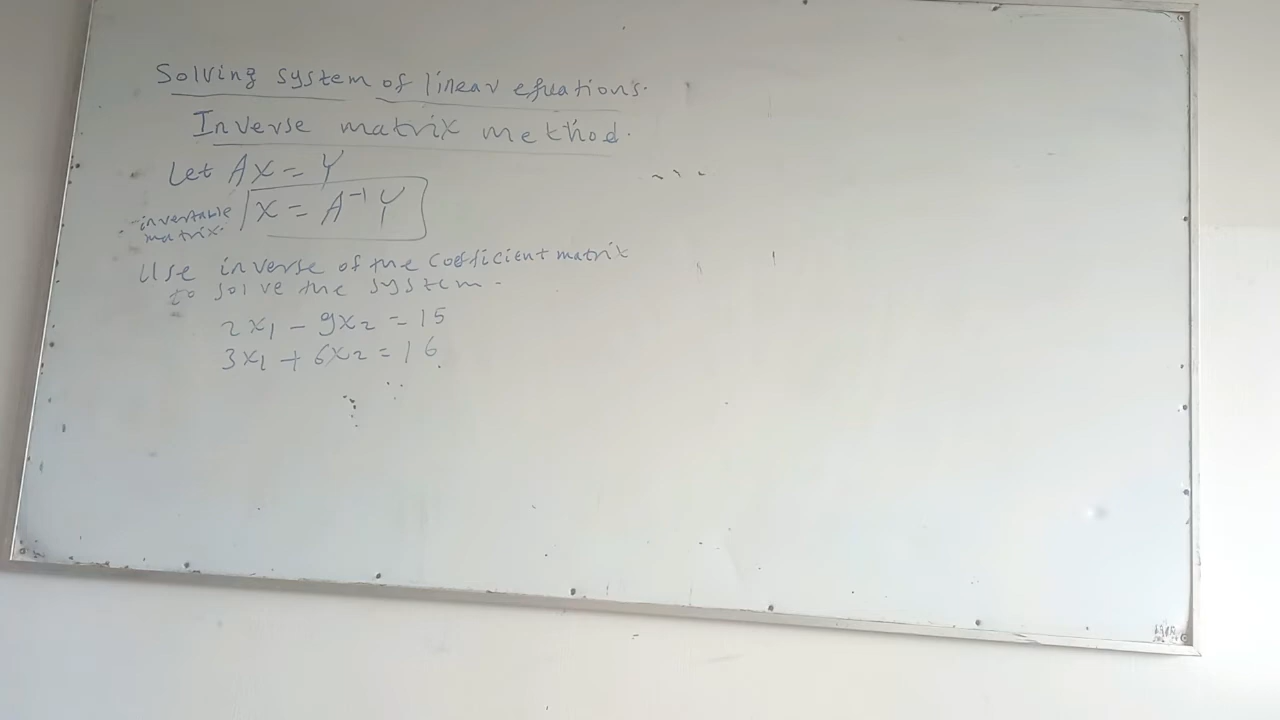 Solving system of linear equations.
Inverse matrix method.
Let AX = Y
X = A⁻¹Y
invertable
matrix.
Use inverse of the coefficient matrix
to solve the system.
2x₁ - 9x₂ = 15
3x₁ + 6x₂ = 16